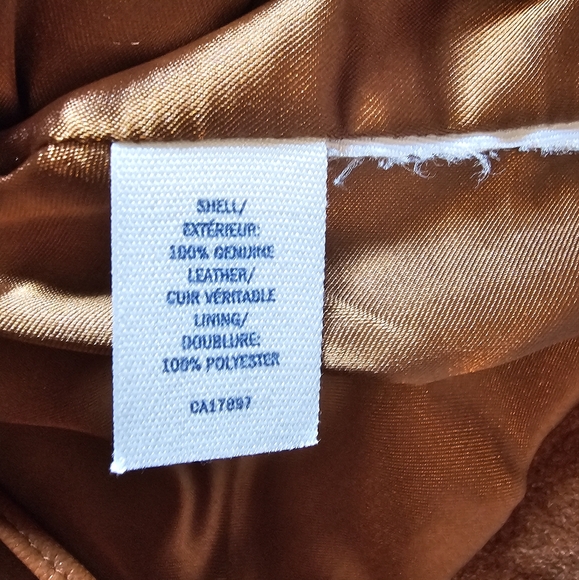 SHELL/
EXTÉRIEUR:
100% GENUINE
LEATHER/
CUIR VÉRITABLE
LINING/
DOUBLURE:
100% POLYESTER
CA17897